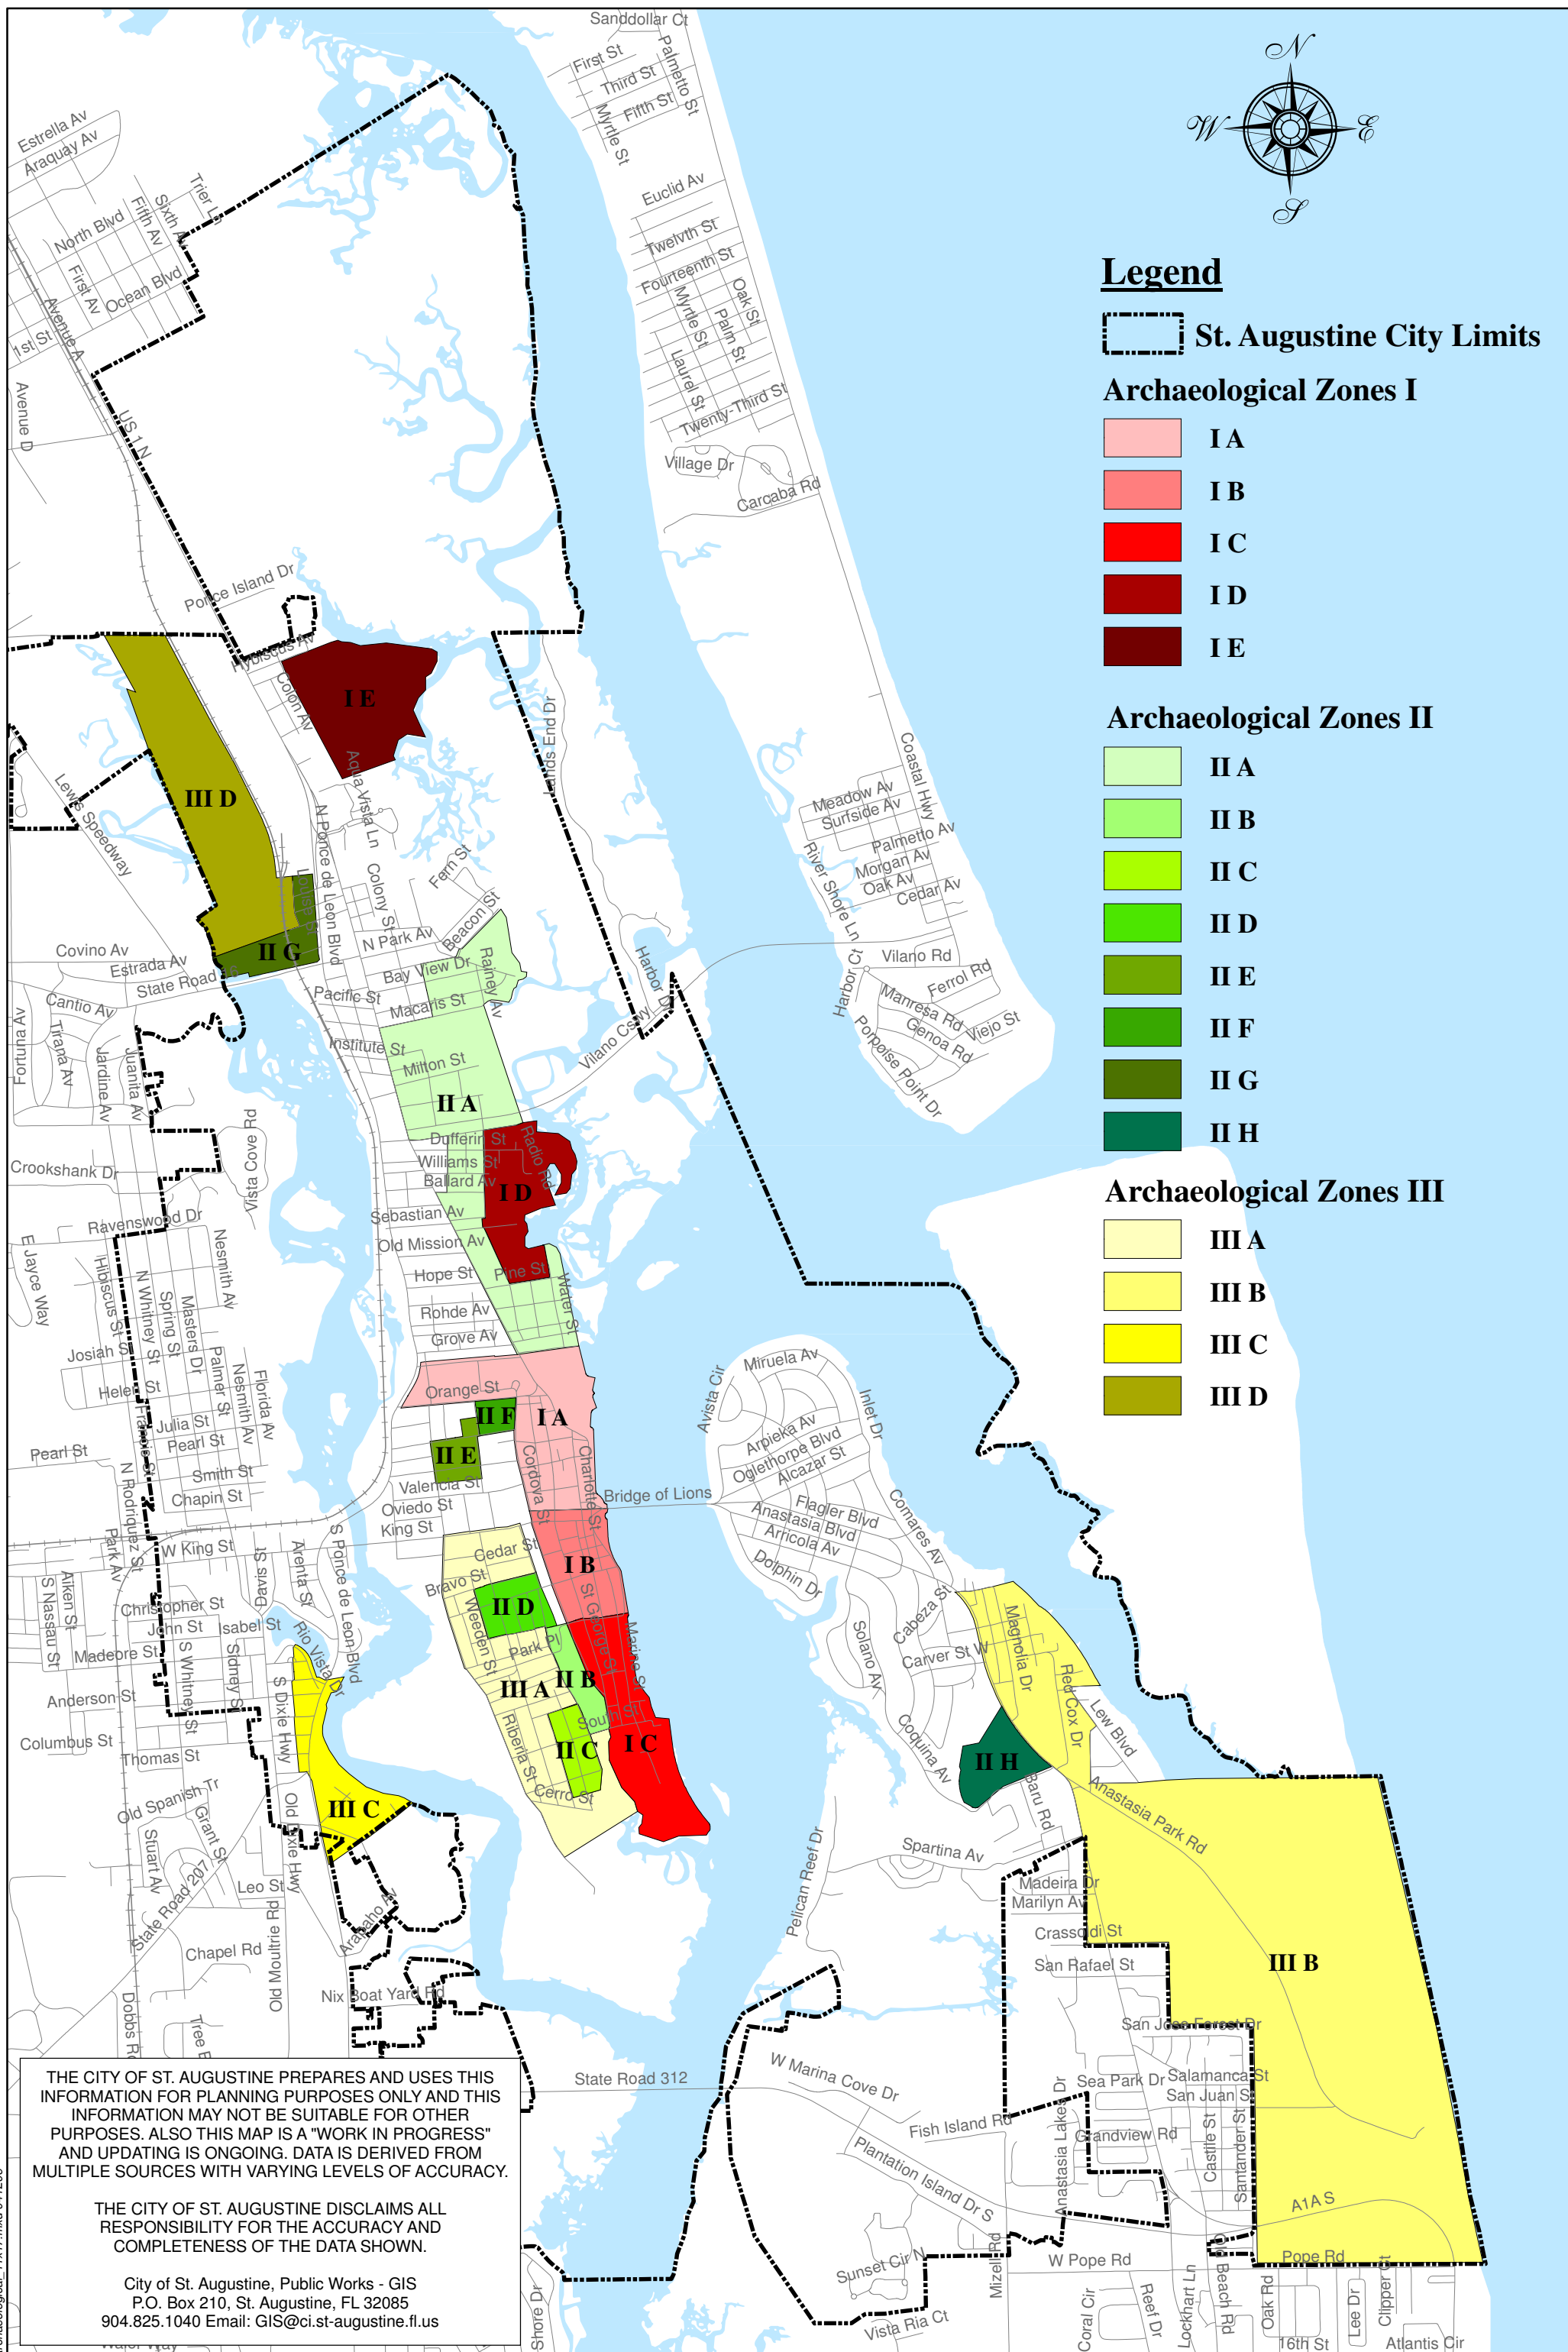 N
W
E
S
Legend
St. Augustine City Limits
Archaeological Zones I
I A
I B
I C
I D
I E
Archaeological Zones II
II A
II B
II C
II D
II E
II F
II G
II H
Archaeological Zones III
III A
III B
III C
III D
Sanddollar Ct
First St
Palmetto St
Third St
Fifth St
Myrtle St
Estrella Av
Araquay Av
Trier Ln
Sixth Av
Fifth Av
North Blvd
First Av
Ocean Blvd
Avenue A
1st St
Avenue D
US 1 N
Euclid Av
Twelvth St
Fourteenth St
Oak St
Myrtle St
Palm St
Laurel St
Twenty-Third St
Village Dr
Carcaba Rd
Ponce Island Dr
Hybiscus Av
Colon Av
I E
Lands End Dr
Coastal Hwy
III D
Lewis Speedway
Aqua Vista Ln
N Ponce de Leon Blvd
Meadow Av
Surfside Av
Palmetto Av
Morgan Av
Oak Av
Cedar Av
River Shore Ln
Fern St
Colony St
Beacon St
N Park Av
Bay View Dr
Rainey Av
Macaris St
Pacific St
Institute St
Milton St
II G
Covino Av
Estrada Av
State Road 16
Cantio Av
Fortuna Av
Tirana Av
Jardine Av
Juanita Av
Harbor Dr
Vilano Cswy
Vilano Rd
Harbor Ct
Ferrol Rd
Manresa Rd
Genoa Rd
Viejo St
Porpoise Point Dr
II A
Dufferin St
Williams St
Ballard Av
Radio Rd
I D
Sebastian Av
Old Mission Av
Hope St
Pine St
Water St
Rohde Av
Grove Av
Crookshank Dr
Vista Cove Rd
Ravenswood Dr
E Jayce Way
Hibiscus St
N Whitney St
Spring St
Masters Dr
Nesmith Av
Josiah St
Helen St
Palmer St
Nesmith Av
Florida Av
Francis St
Julia St
Pearl St
Pearl St
Smith St
Chapin St
N Rodriquez St
Orange St
II F
I A
II E
Cordova St
Charlotte St
Valencia St
Oviedo St
King St
Bridge of Lions
Avista Cir
Miruela Av
Inlet Dr
Arpieka Av
Oglethorpe Blvd
Alcazar St
Flagler Blvd
Anastasia Blvd
Arricola Av
Comares Av
Dolphin Dr
Park Av
W King St
S Ponce de Leon Blvd
Davis St
Arenta St
Aiken St
S Nassau St
Christopher St
John St
Isabel St
Madeore St
S Whitney St
Sidney St
Rio Vista Dr
Anderson St
S Dixie Hwy
Columbus St
Thomas St
Cedar St
I B
Bravo St
II D
Weeden St
St George St
Park Pl
Marine St
II B
III A
South St
Riberia St
II C
I C
Cerro St
Cabeza St
Solano Av
Carver St W
Magnolia Dr
Red Cox Dr
Lew Blvd
Coquina Av
II H
Baru Rd
Anastasia Park Rd
Old Spanish Tr
Grant St
Old Dixie Hwy
III C
Stuart Av
State Road 207
Leo St
Arapaho Av
Chapel Rd
Old Moultrie Rd
Nix Boat Yard Rd
Dobbs Rd
Pelican Reef Dr
Spartina Av
Madeira Dr
Marilyn Av
Crassoldi St
San Rafael St
III B
San Jose Forest Dr
State Road 312
W Marina Cove Dr
Sea Park Dr
Salamanca St
San Juan St
Fish Island Rd
Anastasia Lakes Dr
Grandview Rd
Castile St
Santander St
Plantation Island Dr S
A1A S
Mizell Rd
W Pope Rd
Pope Rd
Sunset Cir N
Vista Ria Ct
Coral Cir
Reef Dr
Lockhart Ln
Old Beach Rd
Oak Rd
Lee Dr
Clipper Ct
16th St
Atlantis Cir
Shore Dr
THE CITY OF ST. AUGUSTINE PREPARES AND USES THIS
INFORMATION FOR PLANNING PURPOSES ONLY AND THIS
INFORMATION MAY NOT BE SUITABLE FOR OTHER
PURPOSES. ALSO THIS MAP IS A "WORK IN PROGRESS"
AND UPDATING IS ONGOING. DATA IS DERIVED FROM
MULTIPLE SOURCES WITH VARYING LEVELS OF ACCURACY.
THE CITY OF ST. AUGUSTINE DISCLAIMS ALL
RESPONSIBILITY FOR THE ACCURACY AND
COMPLETENESS OF THE DATA SHOWN.
City of St. Augustine, Public Works - GIS
P.O. Box 210, St. Augustine, FL 32085
904.825.1040 Email: GIS@ci.st-augustine.fl.us